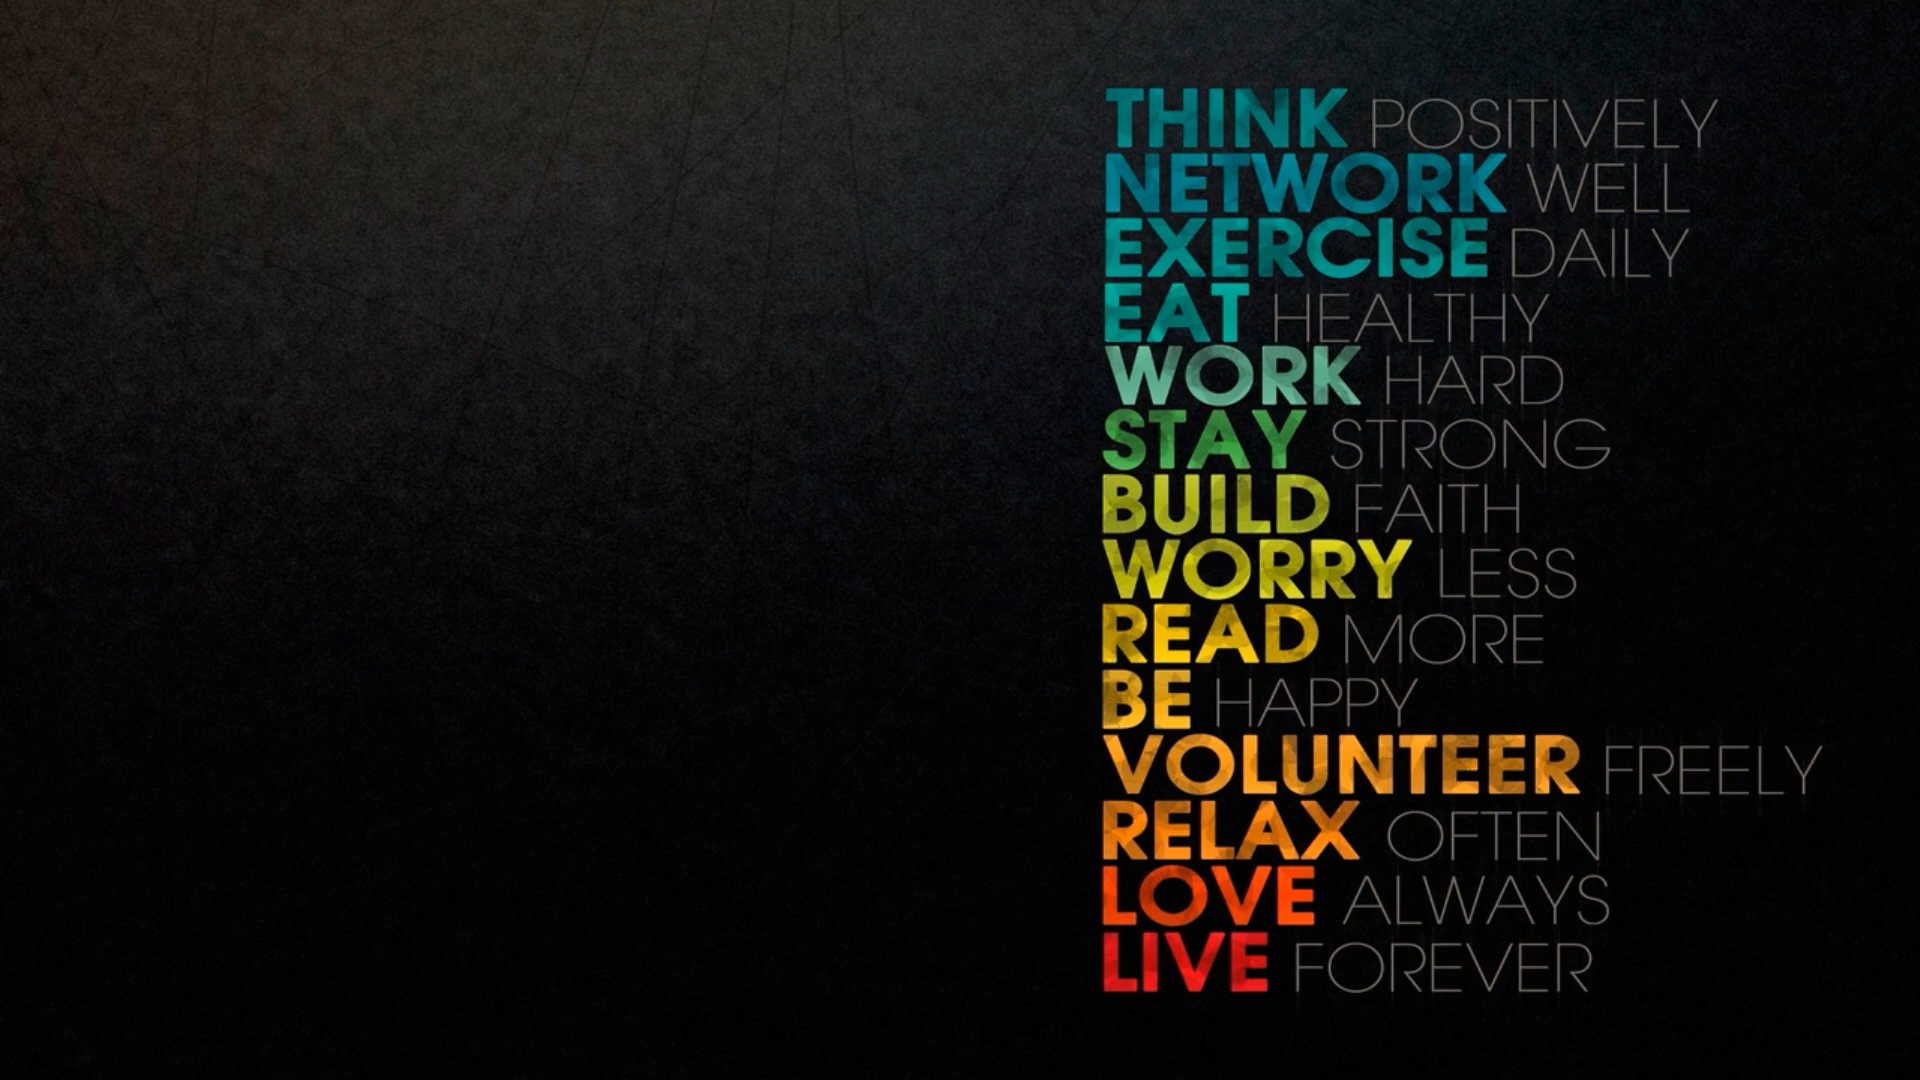 THINK POSITIVELY
NETWORK WELL
EXERCISE DAILY
EAT HEALTHY
WORK HARD
STAY STRONG
BUILD FAITH
WORRY LESS
READ MORE
BE HAPPY
VOLUNTEER FREELY
RELAX OFTEN
LOVE ALWAYS
LIVE FOREVER